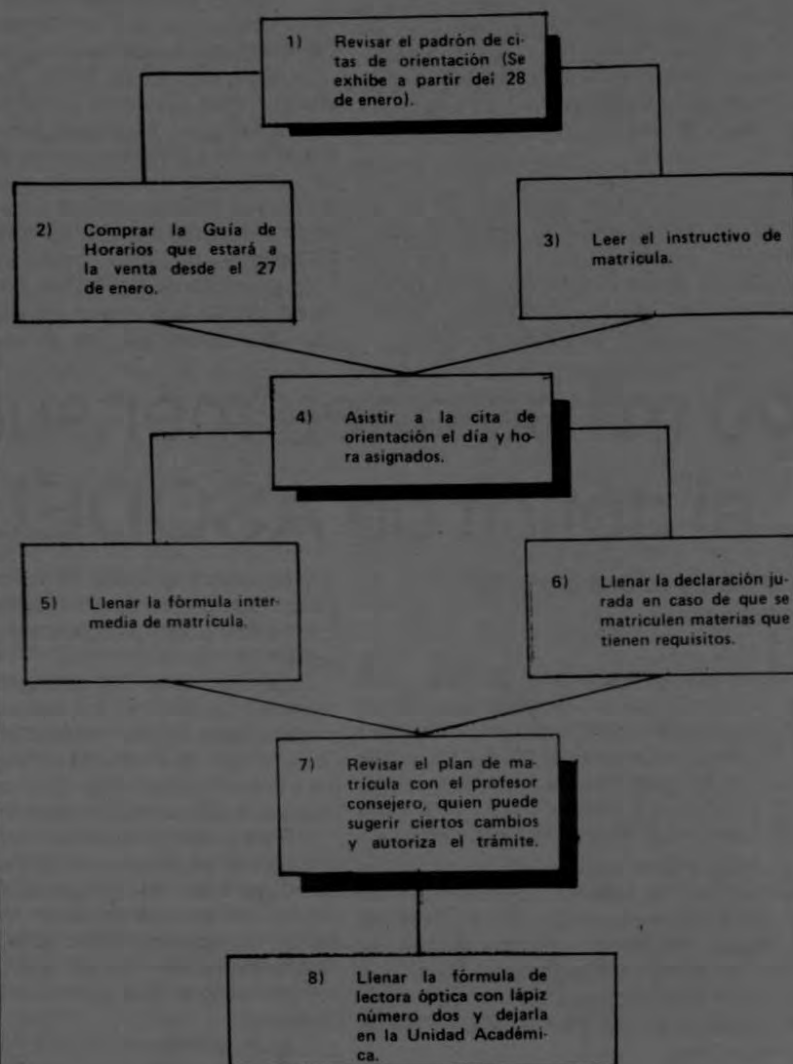 1) Revisar el padrón de ci-
tas de orientación (Se
exhibe a partir del 28
de enero).
2) Comprar la Guía de
Horarios que estará a
la venta desde el 27
de enero.
3) Leer el instructivo de
matrícula.
4) Asistir a la cita de
orientación el día y ho-
ra asignados.
5) Llenar la fórmula inter-
media de matrícula.
6) Llenar la declaración ju-
rada en caso de que se
matriculen materias que
tienen requisitos.
7) Revisar el plan de ma-
trícula con el profesor
consejero, quien puede
sugerir ciertos cambios
y autoriza el trámite.
8) Llenar la fórmula de
lectora óptica con lápiz
número dos y dejarla
en la Unidad Académi-
ca.